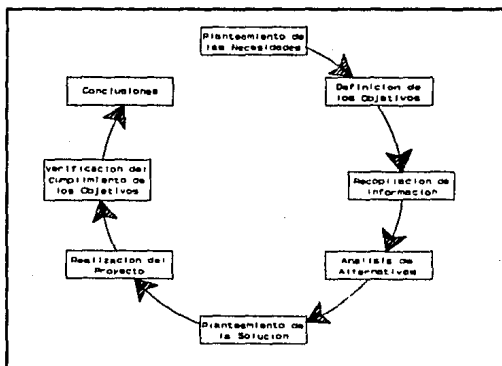 Planteamiento de
las Necesidades
Definicion de
los Objetivos
Recopilacion de
Informacion
Analisis de
Alternativas
Planteamiento de
la Solucion
Realizacion del
Proyecto
Verificacion del
Cumplimiento de
los Objetivos
Conclusiones